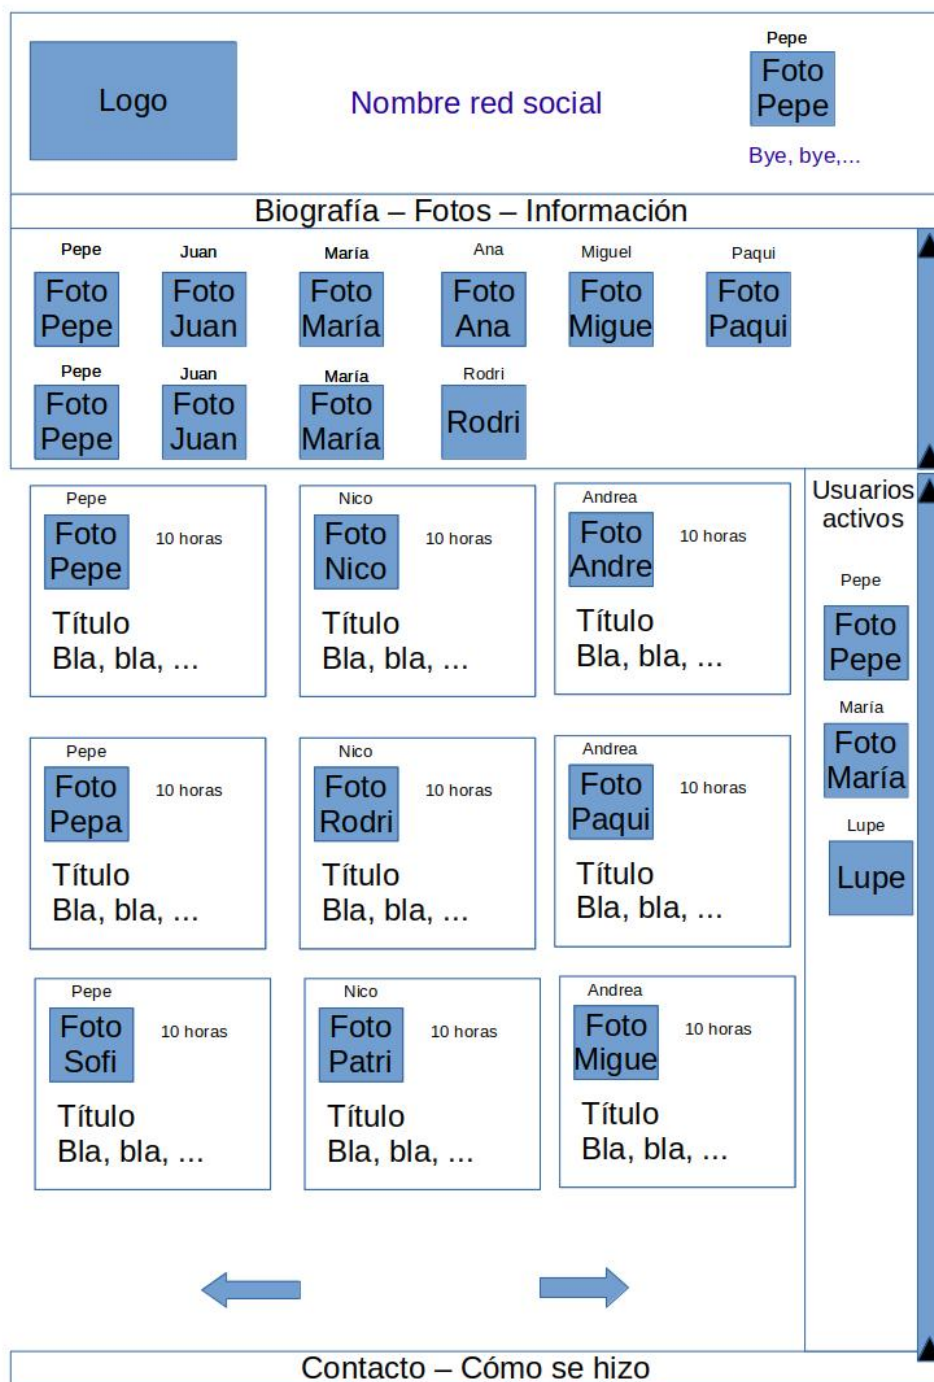 Pepe
Logo
Nombre red social
Foto
Pepe
Bye, bye,...
Biografía – Fotos – Información
Pepe
Juan
María
Ana
Miguel
Paqui
Foto
Pepe
Foto
Juan
Foto
María
Foto
Ana
Foto
Migue
Foto
Paqui
Pepe
Juan
María
Rodri
Foto
Pepe
Foto
Juan
Foto
María
Rodri
Pepe
Foto
Pepe
10 horas
Título
Bla, bla, ...
Nico
Foto
Nico
10 horas
Título
Bla, bla, ...
Andrea
Foto
Andre
10 horas
Título
Bla, bla, ...
Pepe
Foto
Pepa
10 horas
Título
Bla, bla, ...
Nico
Foto
Rodri
10 horas
Título
Bla, bla, ...
Andrea
Foto
Paqui
10 horas
Título
Bla, bla, ...
Pepe
Foto
Sofi
10 horas
Título
Bla, bla, ...
Nico
Foto
Patri
10 horas
Título
Bla, bla, ...
Andrea
Foto
Migue
10 horas
Título
Bla, bla, ...
Usuarios
activos
Pepe
Foto
Pepe
María
Foto
María
Lupe
Lupe
Contacto – Cómo se hizo